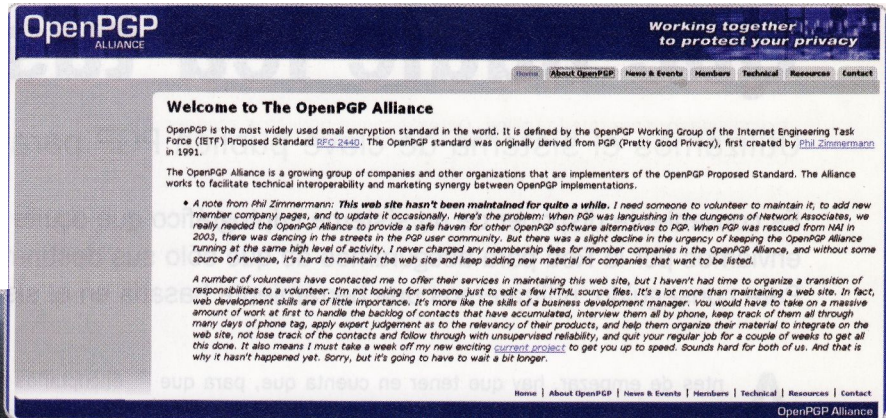 OpenPGP
ALLIANCE
Working together
to protect your privacy
Home
About OpenPGP
News & Events
Members
Technical
Resources
Contact
Welcome to The OpenPGP Alliance
OpenPGP is the most widely used email encryption standard in the world. It is defined by the OpenPGP Working Group of the Internet Engineering Task
Force (IETF) Proposed Standard RFC 2440. The OpenPGP standard was originally derived from PGP (Pretty Good Privacy), first created by Phil Zimmermann
in 1991.
The OpenPGP Alliance is a growing group of companies and other organizations that are implementers of the OpenPGP Proposed Standard. The Alliance
works to facilitate technical interoperability and marketing synergy between OpenPGP implementations.
• A note from Phil Zimmermann: This web site hasn't been maintained for quite a while. I need someone to volunteer to maintain it, to add new
member company pages, and to update it occasionally. Here's the problem: When PGP was languishing in the dungeons of Network Associates, we
really needed the OpenPGP Alliance to provide a safe haven for other OpenPGP software alternatives to PGP. When PGP was rescued from NAI in
2003, there was dancing in the streets in the PGP user community. But there was a slight decline in the urgency of keeping the OpenPGP Alliance
running at the same high level of activity. I never charged any membership fees for member companies in the OpenPGP Alliance, and without some
source of revenue, it's hard to maintain the web site and keep adding new material for companies that want to be listed.
A number of volunteers have contacted me to offer their services in maintaining this web site, but I haven't had time to organize a transition of
responsibilities to a volunteer. I'm not looking for someone just to edit a few HTML source files. It's a lot more than maintaining a web site. In fact,
web development skills are of little importance. It's more like the skills of a business development manager. You would have to take on a massive
amount of work at first to handle the backlog of contacts that have accumulated, interview them all by phone, keep track of them all through
many days of phone tag, apply expert judgement as to the relevancy of their products, and help them organize their material to integrate on the
web site, not lose track of the contacts and follow through with unsupervised reliability, and quit your regular job for a couple of weeks to get all
this done. It also means I must take a week off my new exciting current project to get you up to speed. Sounds hard for both of us. And that is
why it hasn't happened yet. Sorry, but it's going to have to wait a bit longer.
Home | About OpenPGP | News & Events | Members | Technical | Resources | Contact
OpenPGP Alliance